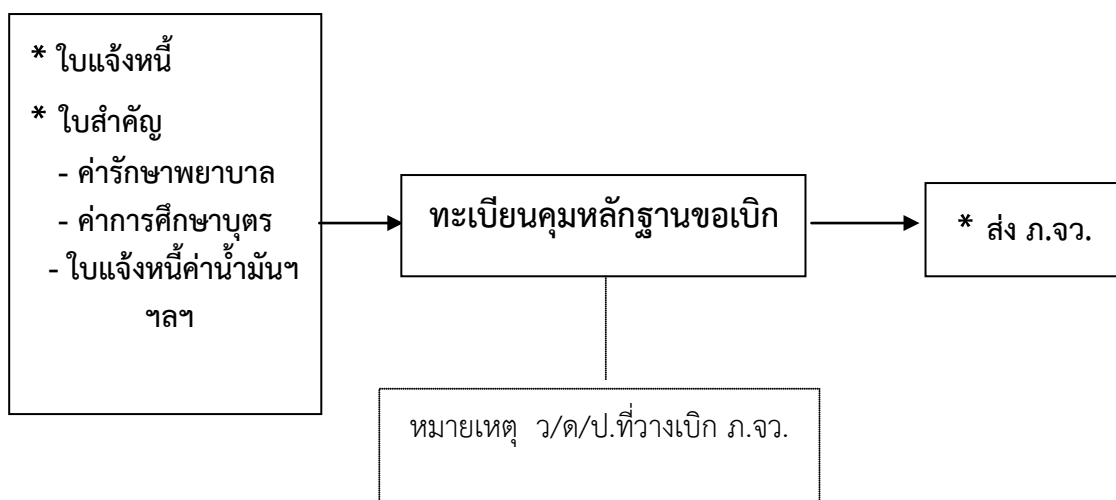 * ใบแจ้งหนี้
* ใบสำคัญ
- ค่ารักษาพยาบาล
- ค่าการศึกษาบุตร
- ใบแจ้งหนี้ค่าน้ำมันฯ
ฯลฯ
ทะเบียนคุมหลักฐานขอเบิก
* ส่ง ภ.จว.
หมายเหตุ ว/ด/ป.ที่วางเบิก ภ.จว.